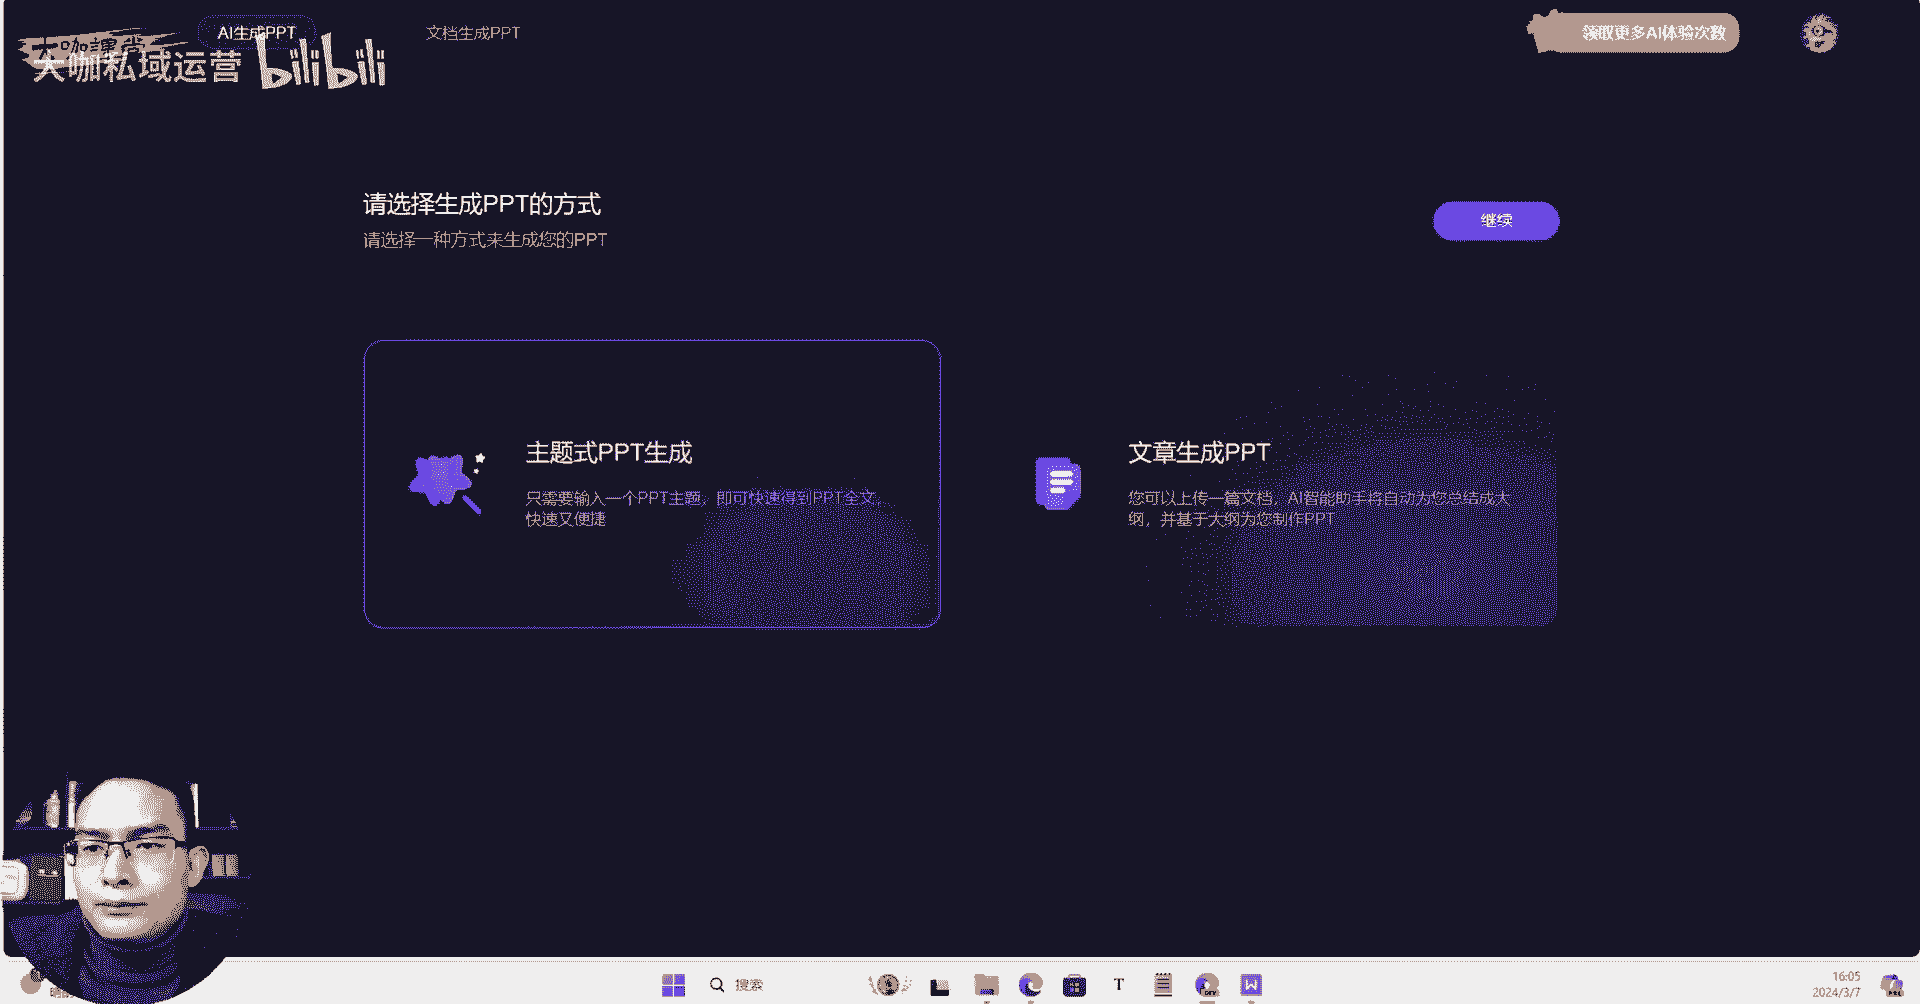 AI生成PPT
文档生成PPT
领取更多AI体验次数
大咖課堂
大咖私域运营 bilibili
请选择生成PPT的方式
请选择一种方式来生成您的PPT
继续
主题式PPT生成
只需要输入一个PPT主题，即可快速得到PPT全文，
快速又便捷
文章生成PPT
您可以上传一篇文档，AI智能助手将自动为您总结成大
纲，并基于大纲为您制作PPT
搜索
16:05
2024/3/7